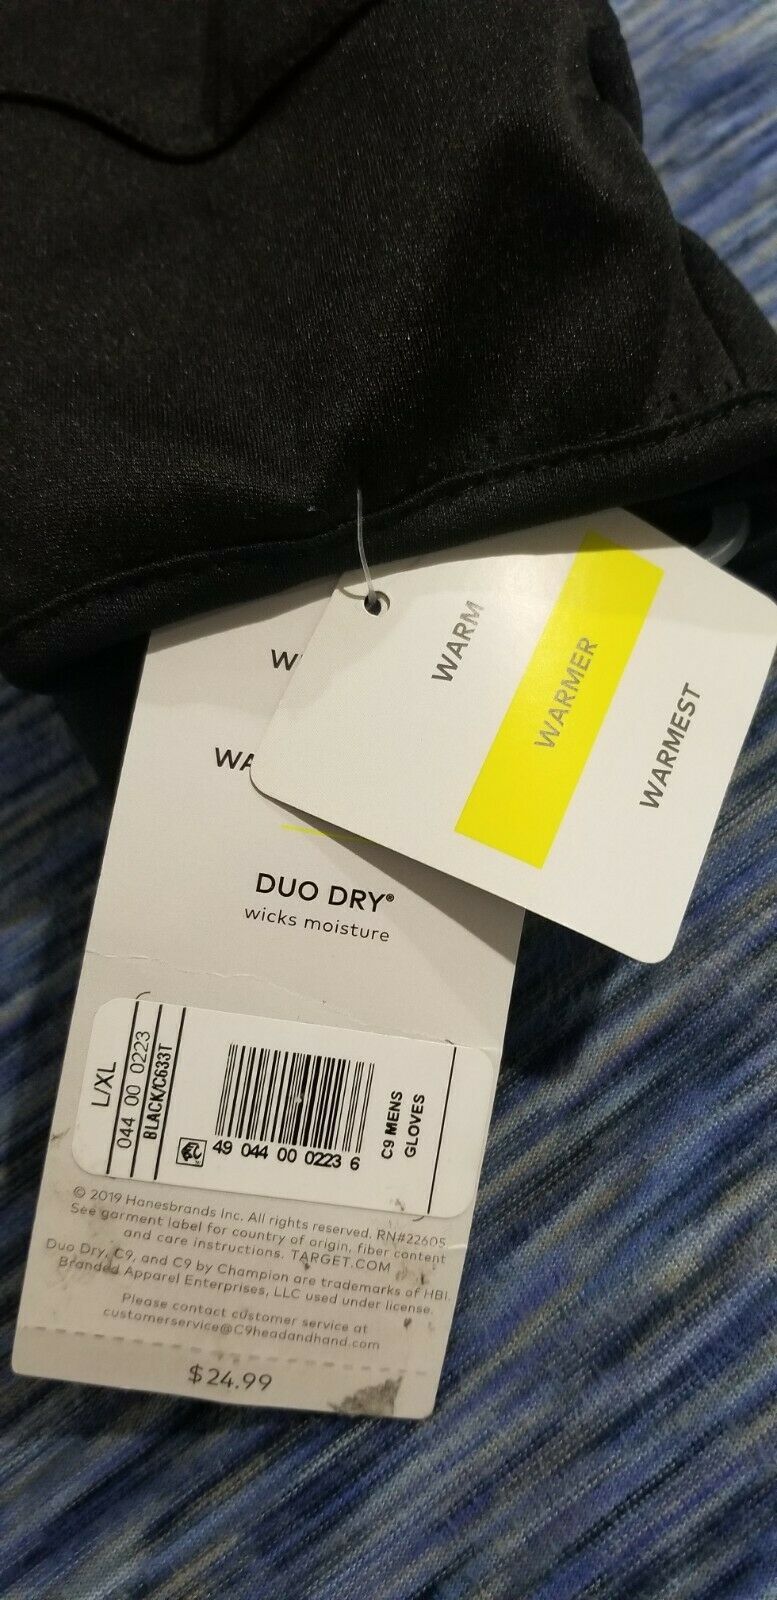 WARM
WARMER
WARMEST
W
WA
DUO DRY®
wicks moisture
L/XL
044 00 0223
BLACK/C633T
49 044 00 0223 6
C9 MENS
GLOVES
© 2019 Hanesbrands Inc. All rights reserved. RN#22605
See garment label for country of origin, fiber content
and care instructions. TARGET.COM
Duo Dry, C9, and C9 by Champion are trademarks of HBI.
Branded Apparel Enterprises, LLC used under license.
Please contact customer service at
customerservice@C9headandhand.com
$24.99